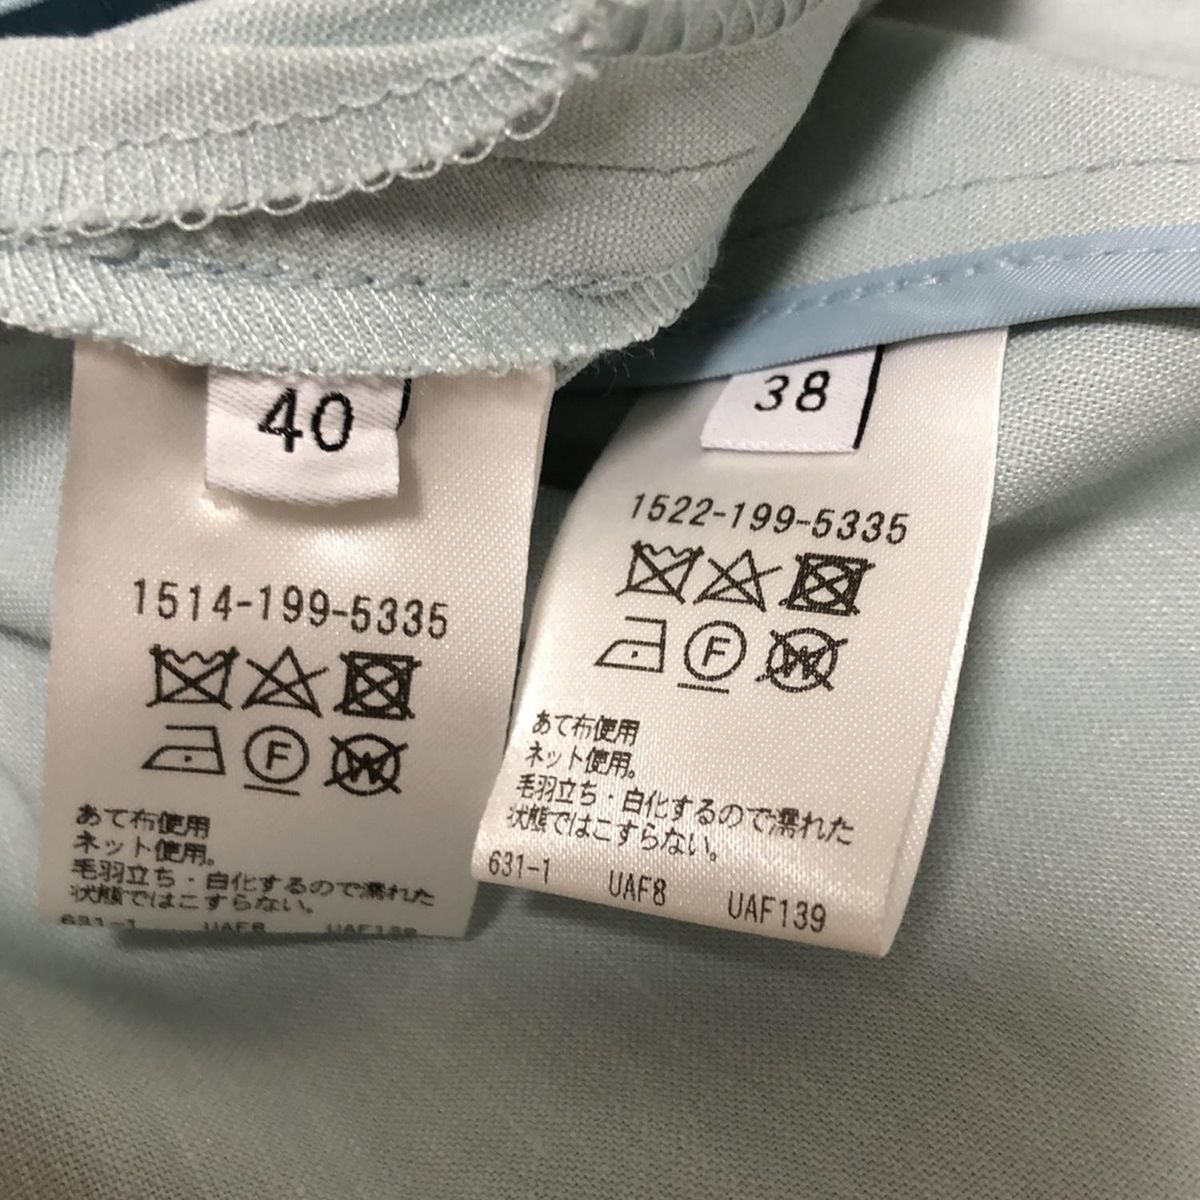 40
1514-199-5335
F
W
あて布使用
ネット使用。
毛羽立ち・白化するので濡れた
状態ではこすらない。
631-1 UAF8 UAF139
38
1522-199-5335
F
W
あて布使用
ネット使用。
毛羽立ち・白化するので濡れた
状態ではこすらない。
631-1 UAF8 UAF139